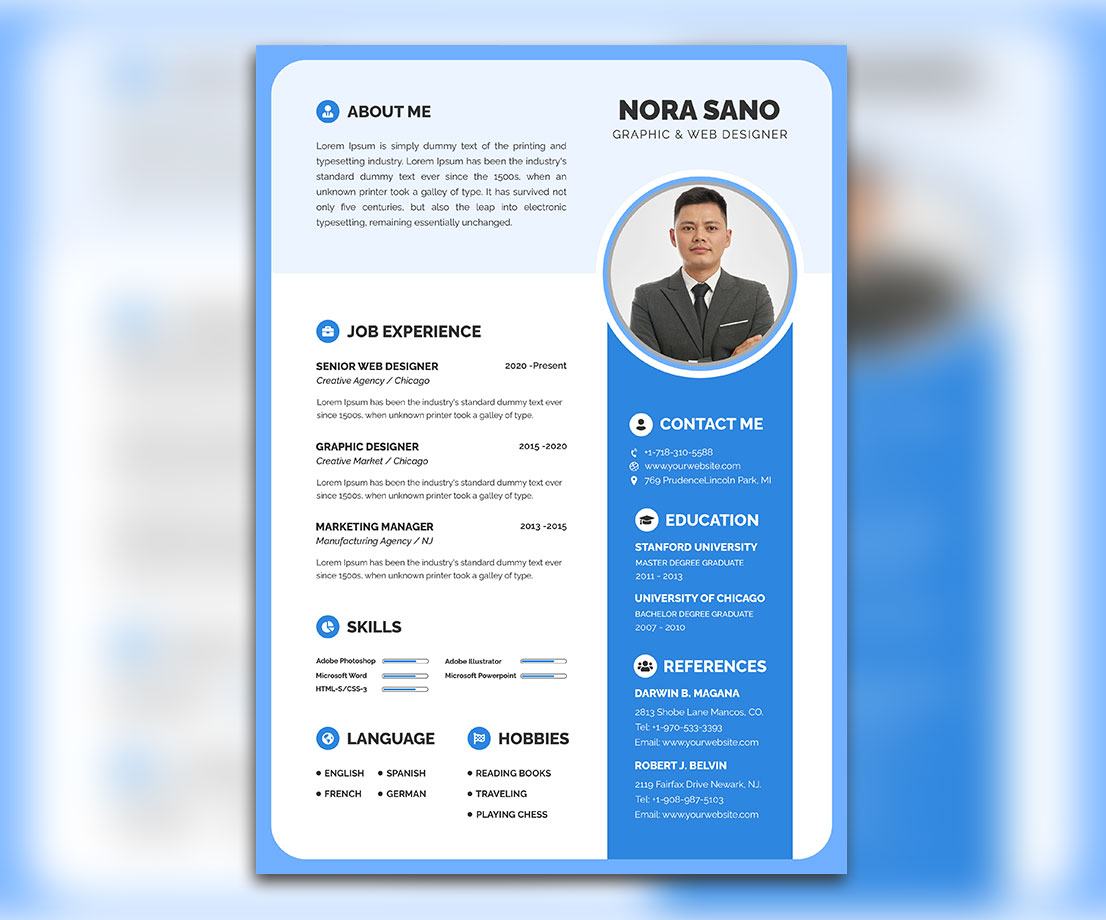 ABOUT ME
Lorem Ipsum is simply dummy text of the printing and
typesetting industry. Lorem Ipsum has been the industry's
standard dummy text ever since the 1500s, when an
unknown printer took a galley of type. It has survived not
only five centuries, but also the leap into electronic
typesetting, remaining essentially unchanged.
NORA SANO
GRAPHIC & WEB DESIGNER
JOB EXPERIENCE
SENIOR WEB DESIGNER 2020 -Present
Creative Agency / Chicago
Lorem Ipsum has been the industry's standard dummy text ever
since 1500s, when unknown printer took a galley of type.
GRAPHIC DESIGNER 2015 -2020
Creative Market / Chicago
Lorem Ipsum has been the industry's standard dummy text ever
since 1500s, when unknown printer took a galley of type.
MARKETING MANAGER 2013 -2015
Manufacturing Agency / NJ
Lorem Ipsum has been the industry's standard dummy text ever
since 1500s, when unknown printer took a galley of type.
SKILLS
Adobe Photoshop Adobe Illustrator
Microsoft Word Microsoft Powerpoint
HTML-S/CSS-3
LANGUAGE
ENGLISH SPANISH
FRENCH GERMAN
HOBBIES
READING BOOKS
TRAVELING
PLAYING CHESS
CONTACT ME
+1-718-310-5588
www.yourwebsite.com
769 PrudenceLincoln Park, MI
EDUCATION
STANFORD UNIVERSITY
MASTER DEGREE GRADUATE
2011 - 2013
UNIVERSITY OF CHICAGO
BACHELOR DEGREE GRADUATE
2007 - 2010
REFERENCES
DARWIN B. MAGANA
2813 Shobe Lane Mancos, CO.
Tel: +1-970-533-3393
Email: www.yourwebsite.com
ROBERT J. BELVIN
2119 Fairfax Drive Newark, NJ.
Tel: +1-908-987-5103
Email: www.yourwebsite.com